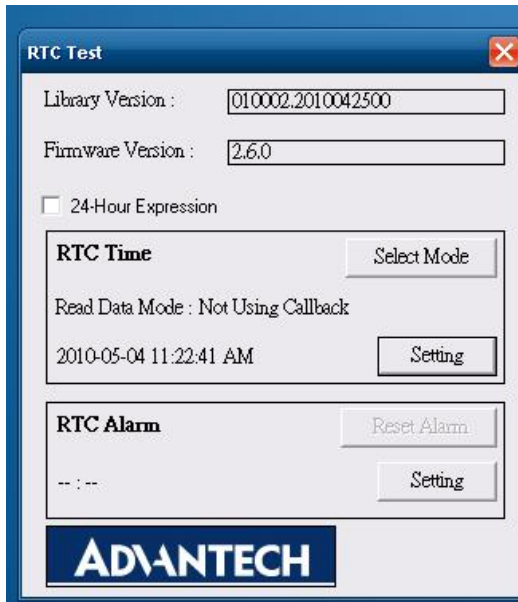 RTC Test
Library Version : 010002.2010042500
Firmware Version : 2.6.0
24-Hour Expression
RTC Time Select Mode
Read Data Mode : Not Using Callback
2010-05-04 11:22:41 AM Setting
RTC Alarm Reset Alarm
-- : -- Setting
ADVANTECH